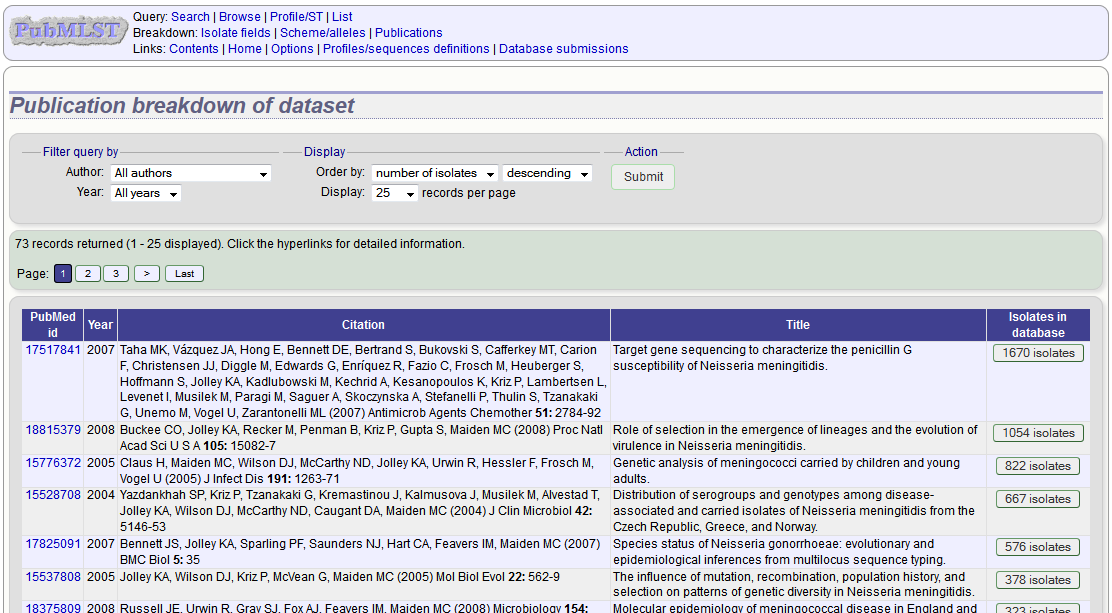 PubMLST
Query: Search | Browse | Profile/ST | List
Breakdown: Isolate fields | Scheme/alleles | Publications
Links: Contents | Home | Options | Profiles/sequences definitions | Database submissions
Publication breakdown of dataset
Filter query by
Display
Action
Author: All authors
Order by: number of isolates descending
Submit
Year: All years
Display: 25 records per page
73 records returned (1 - 25 displayed). Click the hyperlinks for detailed information.
Page: 1 2 3 > Last
PubMed id Year Citation Title Isolates in database
17517841 2007 Taha MK, Vázquez JA, Hong E, Bennett DE, Bertrand S, Bukovski S, Cafferkey MT, Carion
F, Christensen JJ, Diggle M, Edwards G, Enríquez R, Fazio C, Frosch M, Heuberger S,
Hoffmann S, Jolley KA, Kadlubowski M, Kechrid A, Kesanopoulos K, Kriz P, Lambertsen L,
Levenet I, Musilek M, Paragi M, Saguer A, Skoczynska A, Stefanelli P, Thulin S, Tzanakaki
G, Unemo M, Vogel U, Zarantonelli ML (2007) Antimicrob Agents Chemother 51: 2784-92
Target gene sequencing to characterize the penicillin G
susceptibility of Neisseria meningitidis.
1670 isolates
18815379 2008 Buckee CO, Jolley KA, Recker M, Penman B, Kriz P, Gupta S, Maiden MC (2008) Proc Natl
Acad Sci U S A 105: 15082-7
Role of selection in the emergence of lineages and the evolution of
virulence in Neisseria meningitidis.
1054 isolates
15776372 2005 Claus H, Maiden MC, Wilson DJ, McCarthy ND, Jolley KA, Urwin R, Hessler F, Frosch M,
Vogel U (2005) J Infect Dis 191: 1263-71
Genetic analysis of meningococci carried by children and young
adults.
822 isolates
15528708 2004 Yazdankhah SP, Kriz P, Tzanakaki G, Kremastinou J, Kalmusova J, Musilek M, Alvestad T,
Jolley KA, Wilson DJ, McCarthy ND, Caugant DA, Maiden MC (2004) J Clin Microbiol 42:
5146-53
Distribution of serogroups and genotypes among disease-
associated and carried isolates of Neisseria meningitidis from the
Czech Republic, Greece, and Norway.
667 isolates
17825091 2007 Bennett JS, Jolley KA, Sparling PF, Saunders NJ, Hart CA, Feavers IM, Maiden MC (2007)
BMC Biol 5: 35
Species status of Neisseria gonorrhoeae: evolutionary and
epidemiological inferences from multilocus sequence typing.
576 isolates
15537808 2005 Jolley KA, Wilson DJ, Kriz P, McVean G, Maiden MC (2005) Mol Biol Evol 22: 562-9
The influence of mutation, recombination, population history, and
selection on patterns of genetic diversity in Neisseria meningitidis.
378 isolates
18375809 2008 Russell JE, Urwin R, Gray SJ, Fox AJ, Feavers IM, Maiden MC (2008) Microbiology 154:
Molecular epidemiology of meningococcal disease in England and
323 isolates